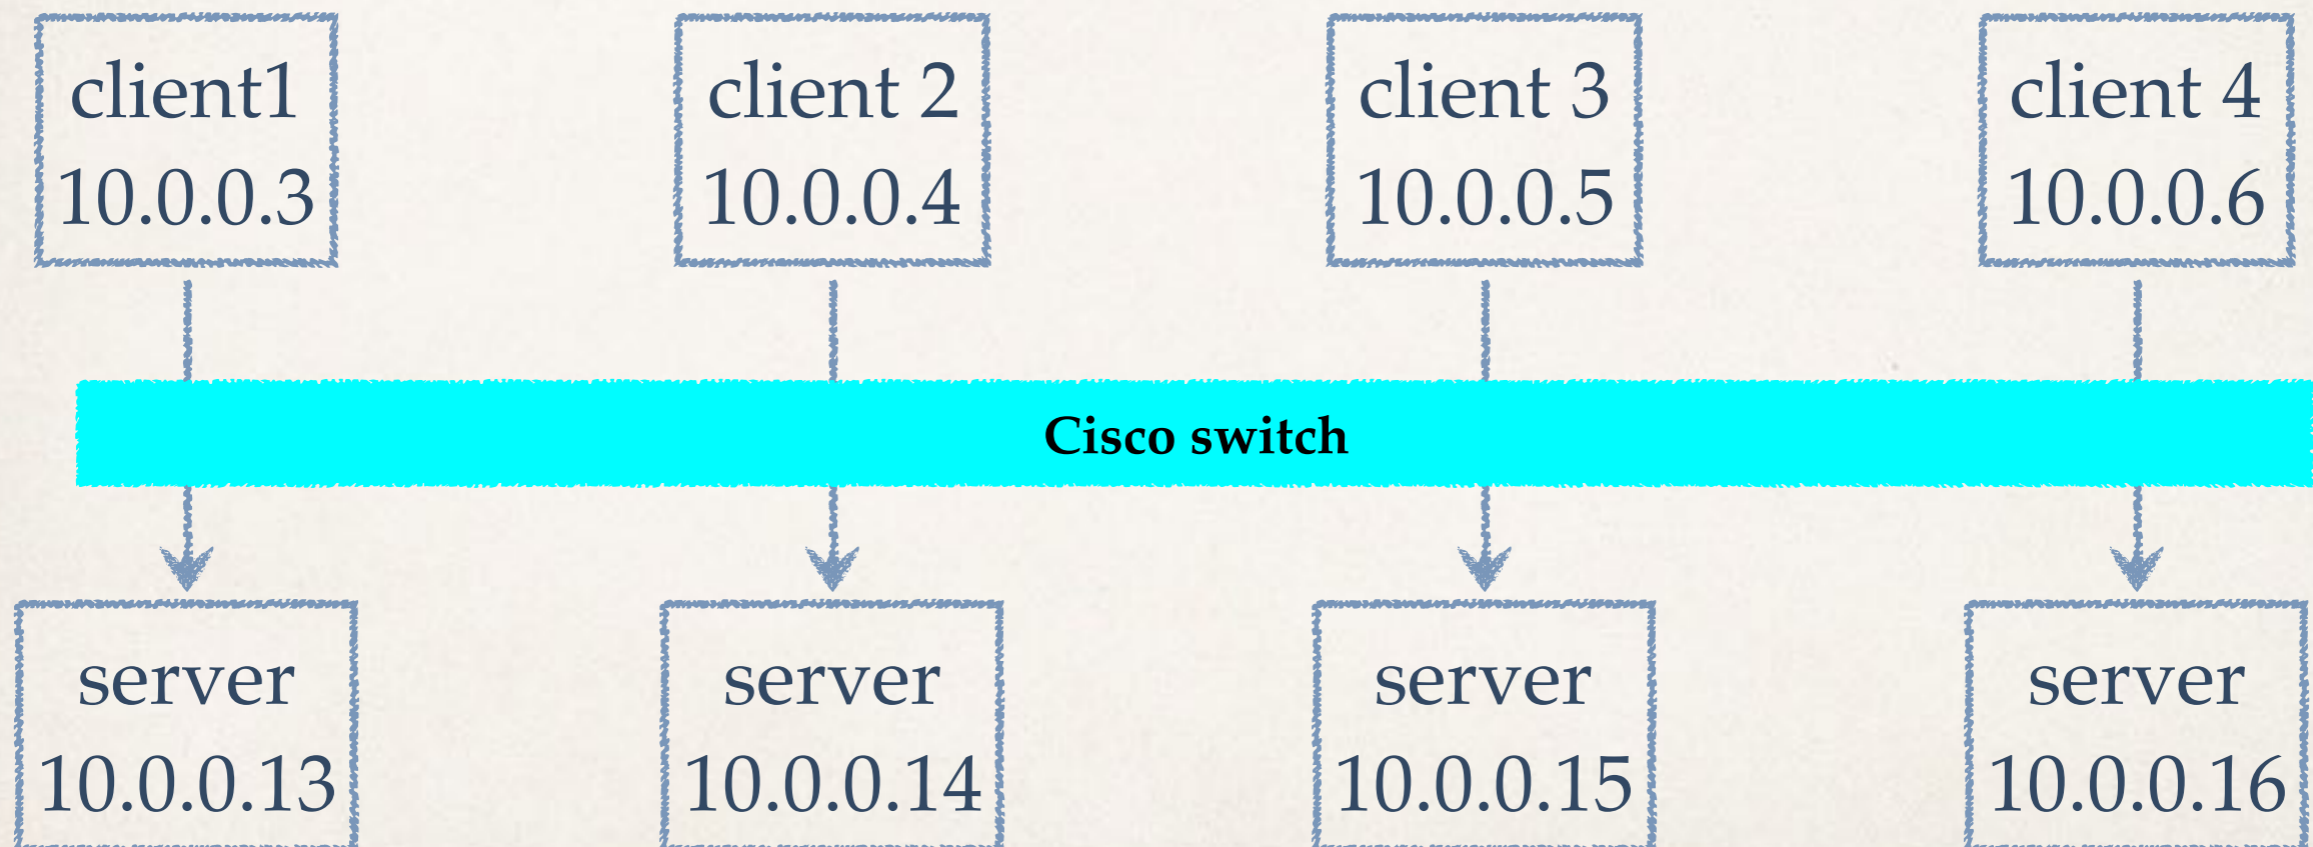 client1
10.0.0.3
client 2
10.0.0.4
client 3
10.0.0.5
client 4
10.0.0.6
Cisco switch
server
10.0.0.13
server
10.0.0.14
server
10.0.0.15
server
10.0.0.16